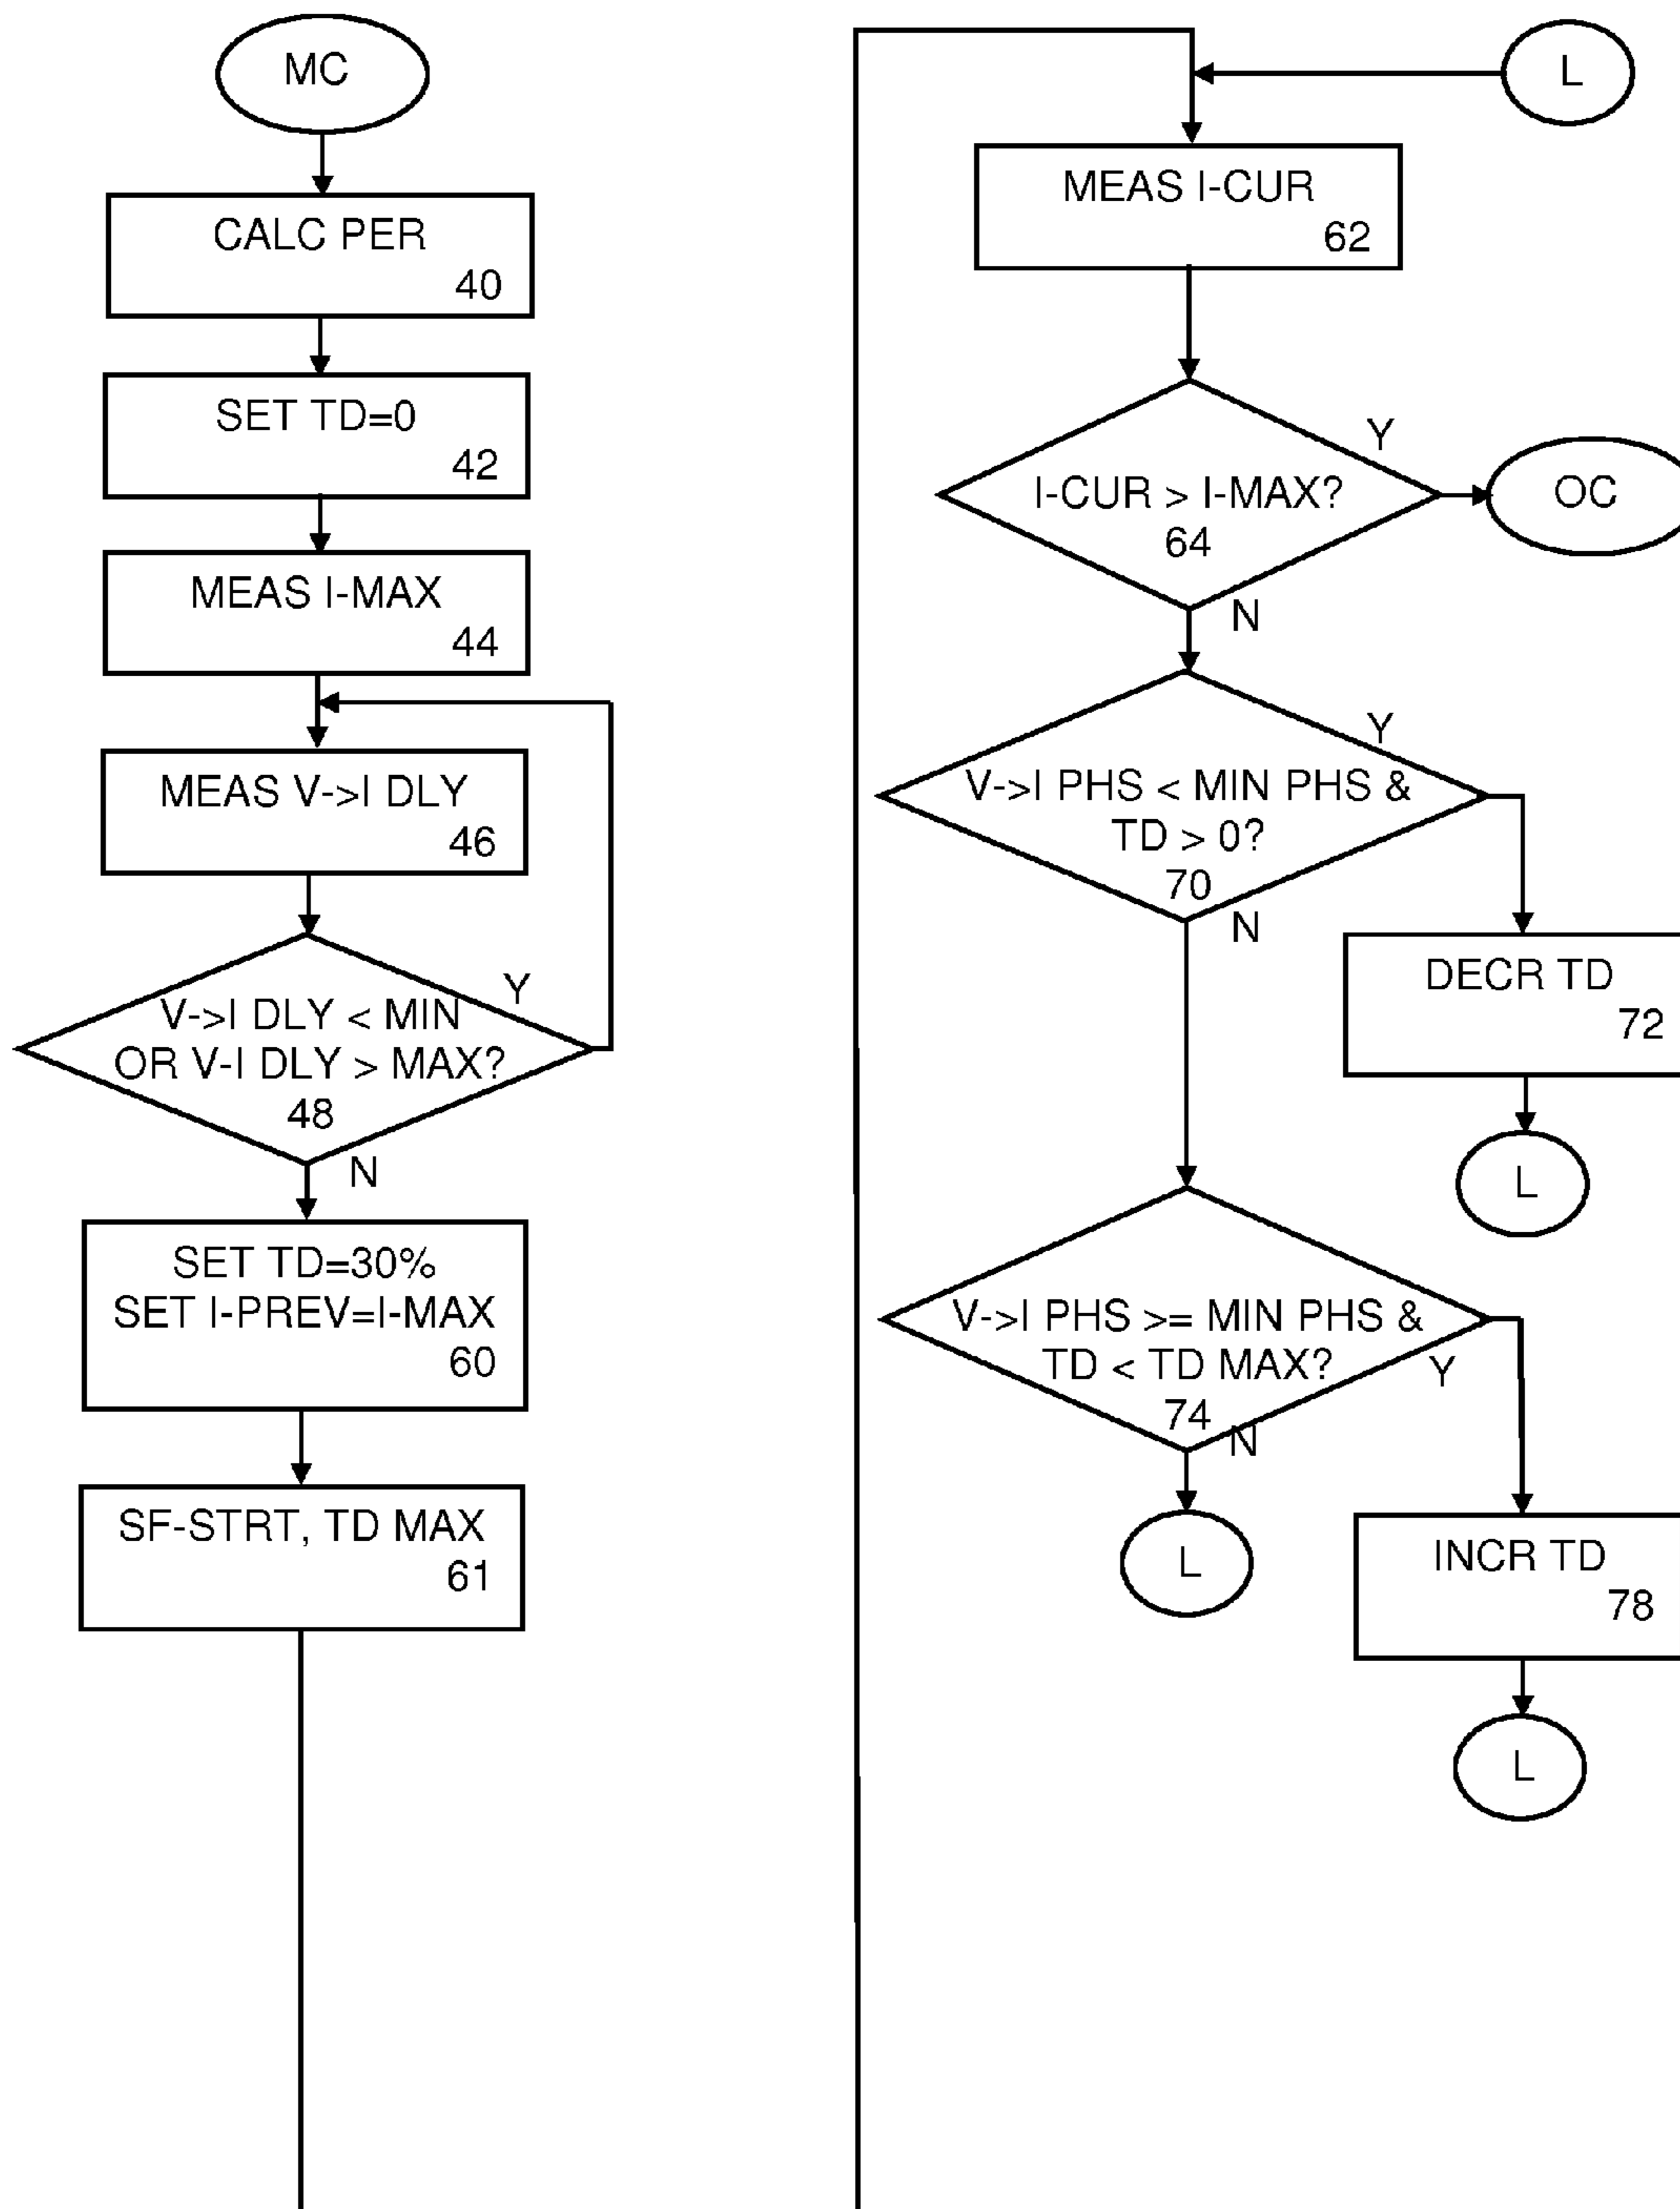 MC
CALC PER
40
SET TD=0
42
MEAS I-MAX
44
MEAS V->I DLY
46
Y
V->I DLY < MIN
OR V-I DLY > MAX?
48
N
SET TD=30%
SET I-PREV=I-MAX
60
SF-STRT, TD MAX
61
L
MEAS I-CUR
62
Y
I-CUR > I-MAX?
64
OC
N
Y
V->I PHS < MIN PHS &
TD > 0?
70
N
DECR TD
72
L
V->I PHS >= MIN PHS &
TD < TD MAX?
Y
74
N
L
INCR TD
78
L